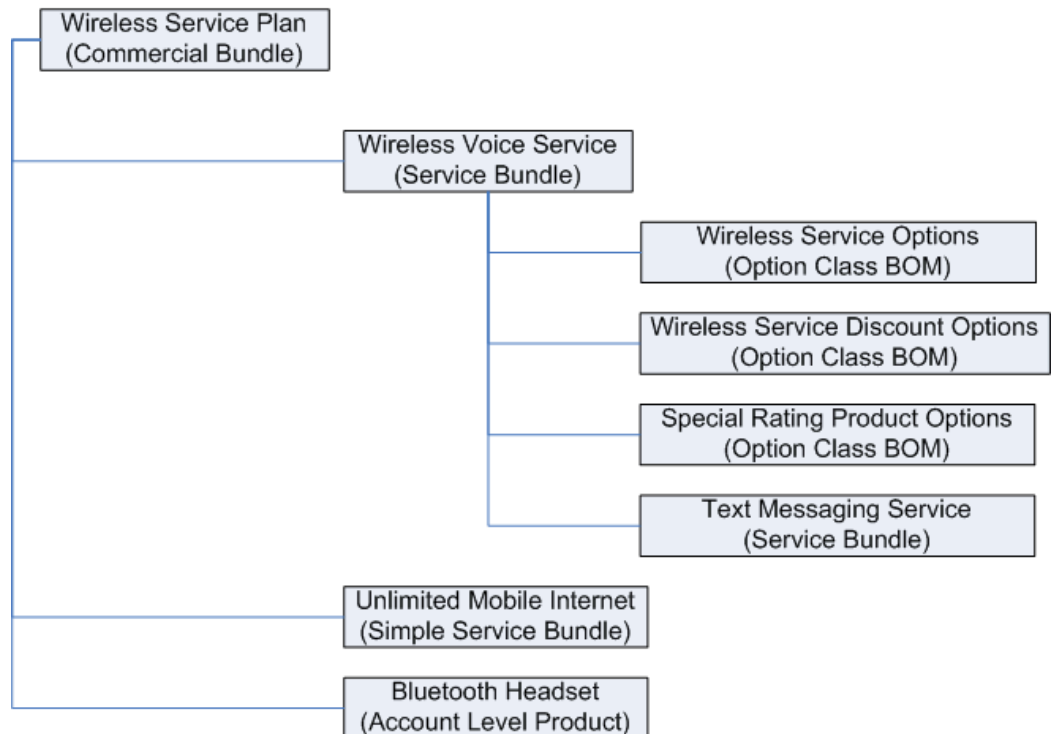 Wireless Service Plan
(Commercial Bundle)
Wireless Voice Service
(Service Bundle)
Wireless Service Options
(Option Class BOM)
Wireless Service Discount Options
(Option Class BOM)
Special Rating Product Options
(Option Class BOM)
Text Messaging Service
(Service Bundle)
Unlimited Mobile Internet
(Simple Service Bundle)
Bluetooth Headset
(Account Level Product)